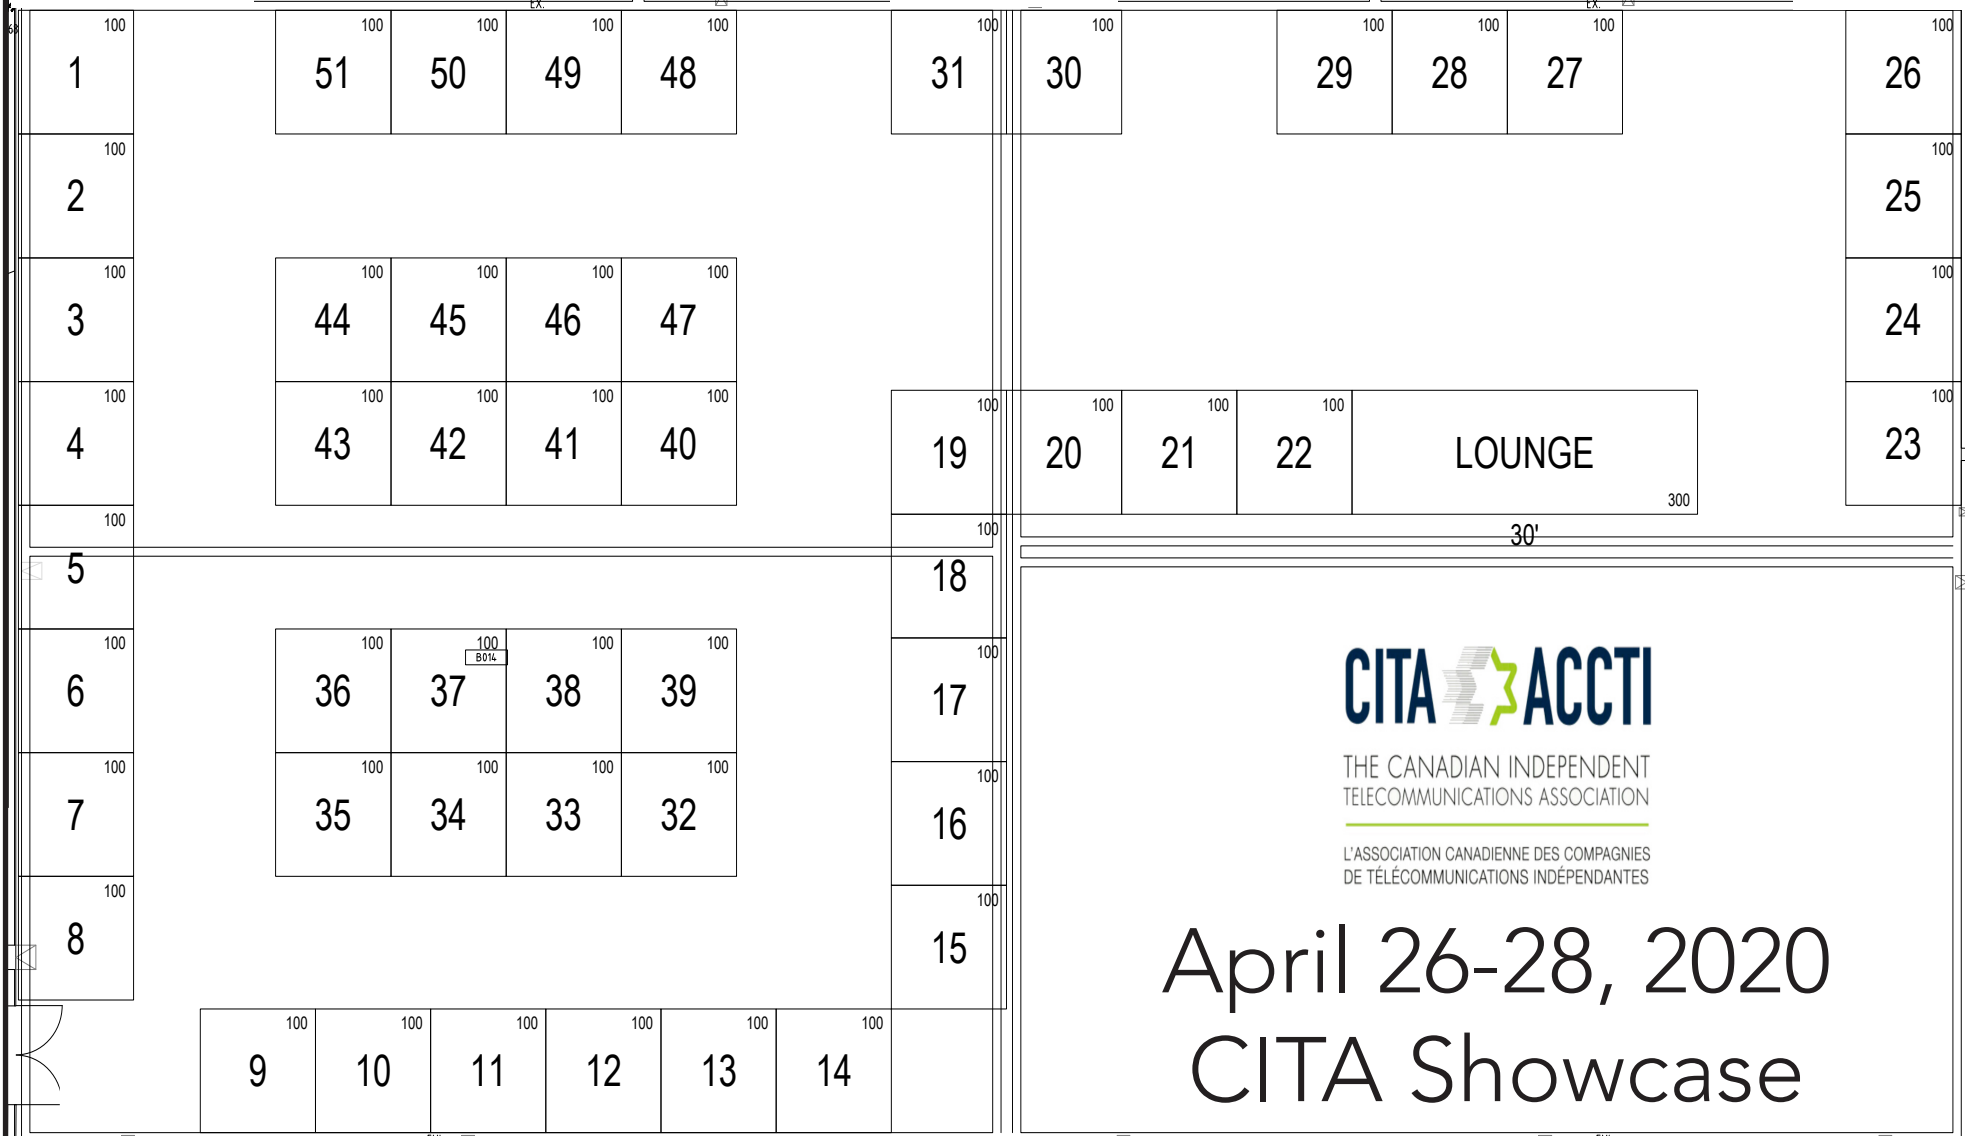 EX.
EX.
68
100 100 100 100 100 100 100 100 100 100 100
1 51 50 49 48 31 30 29 28 27 26
100 100
2 25
100 100 100 100 100 100
3 44 45 46 47 24
100 100 100 100 100 100
4 43 42 41 40 23
100 100 100 100
19 20 21 22 LOUNGE
300
100 100
30'
5 18
100 100 100 100 100 100
B014
6 36 37 38 39 17
100 100 100 100 100 100
7 35 34 33 32 16
100 100
8 15
100 100 100 100 100 100
9 10 11 12 13 14
CITA ACCTI
THE CANADIAN INDEPENDENT
TELECOMMUNICATIONS ASSOCIATION
L'ASSOCIATION CANADIENNE DES COMPAGNIES
DE TÉLÉCOMMUNICATIONS INDÉPENDANTES
April 26-28, 2020
CITA Showcase